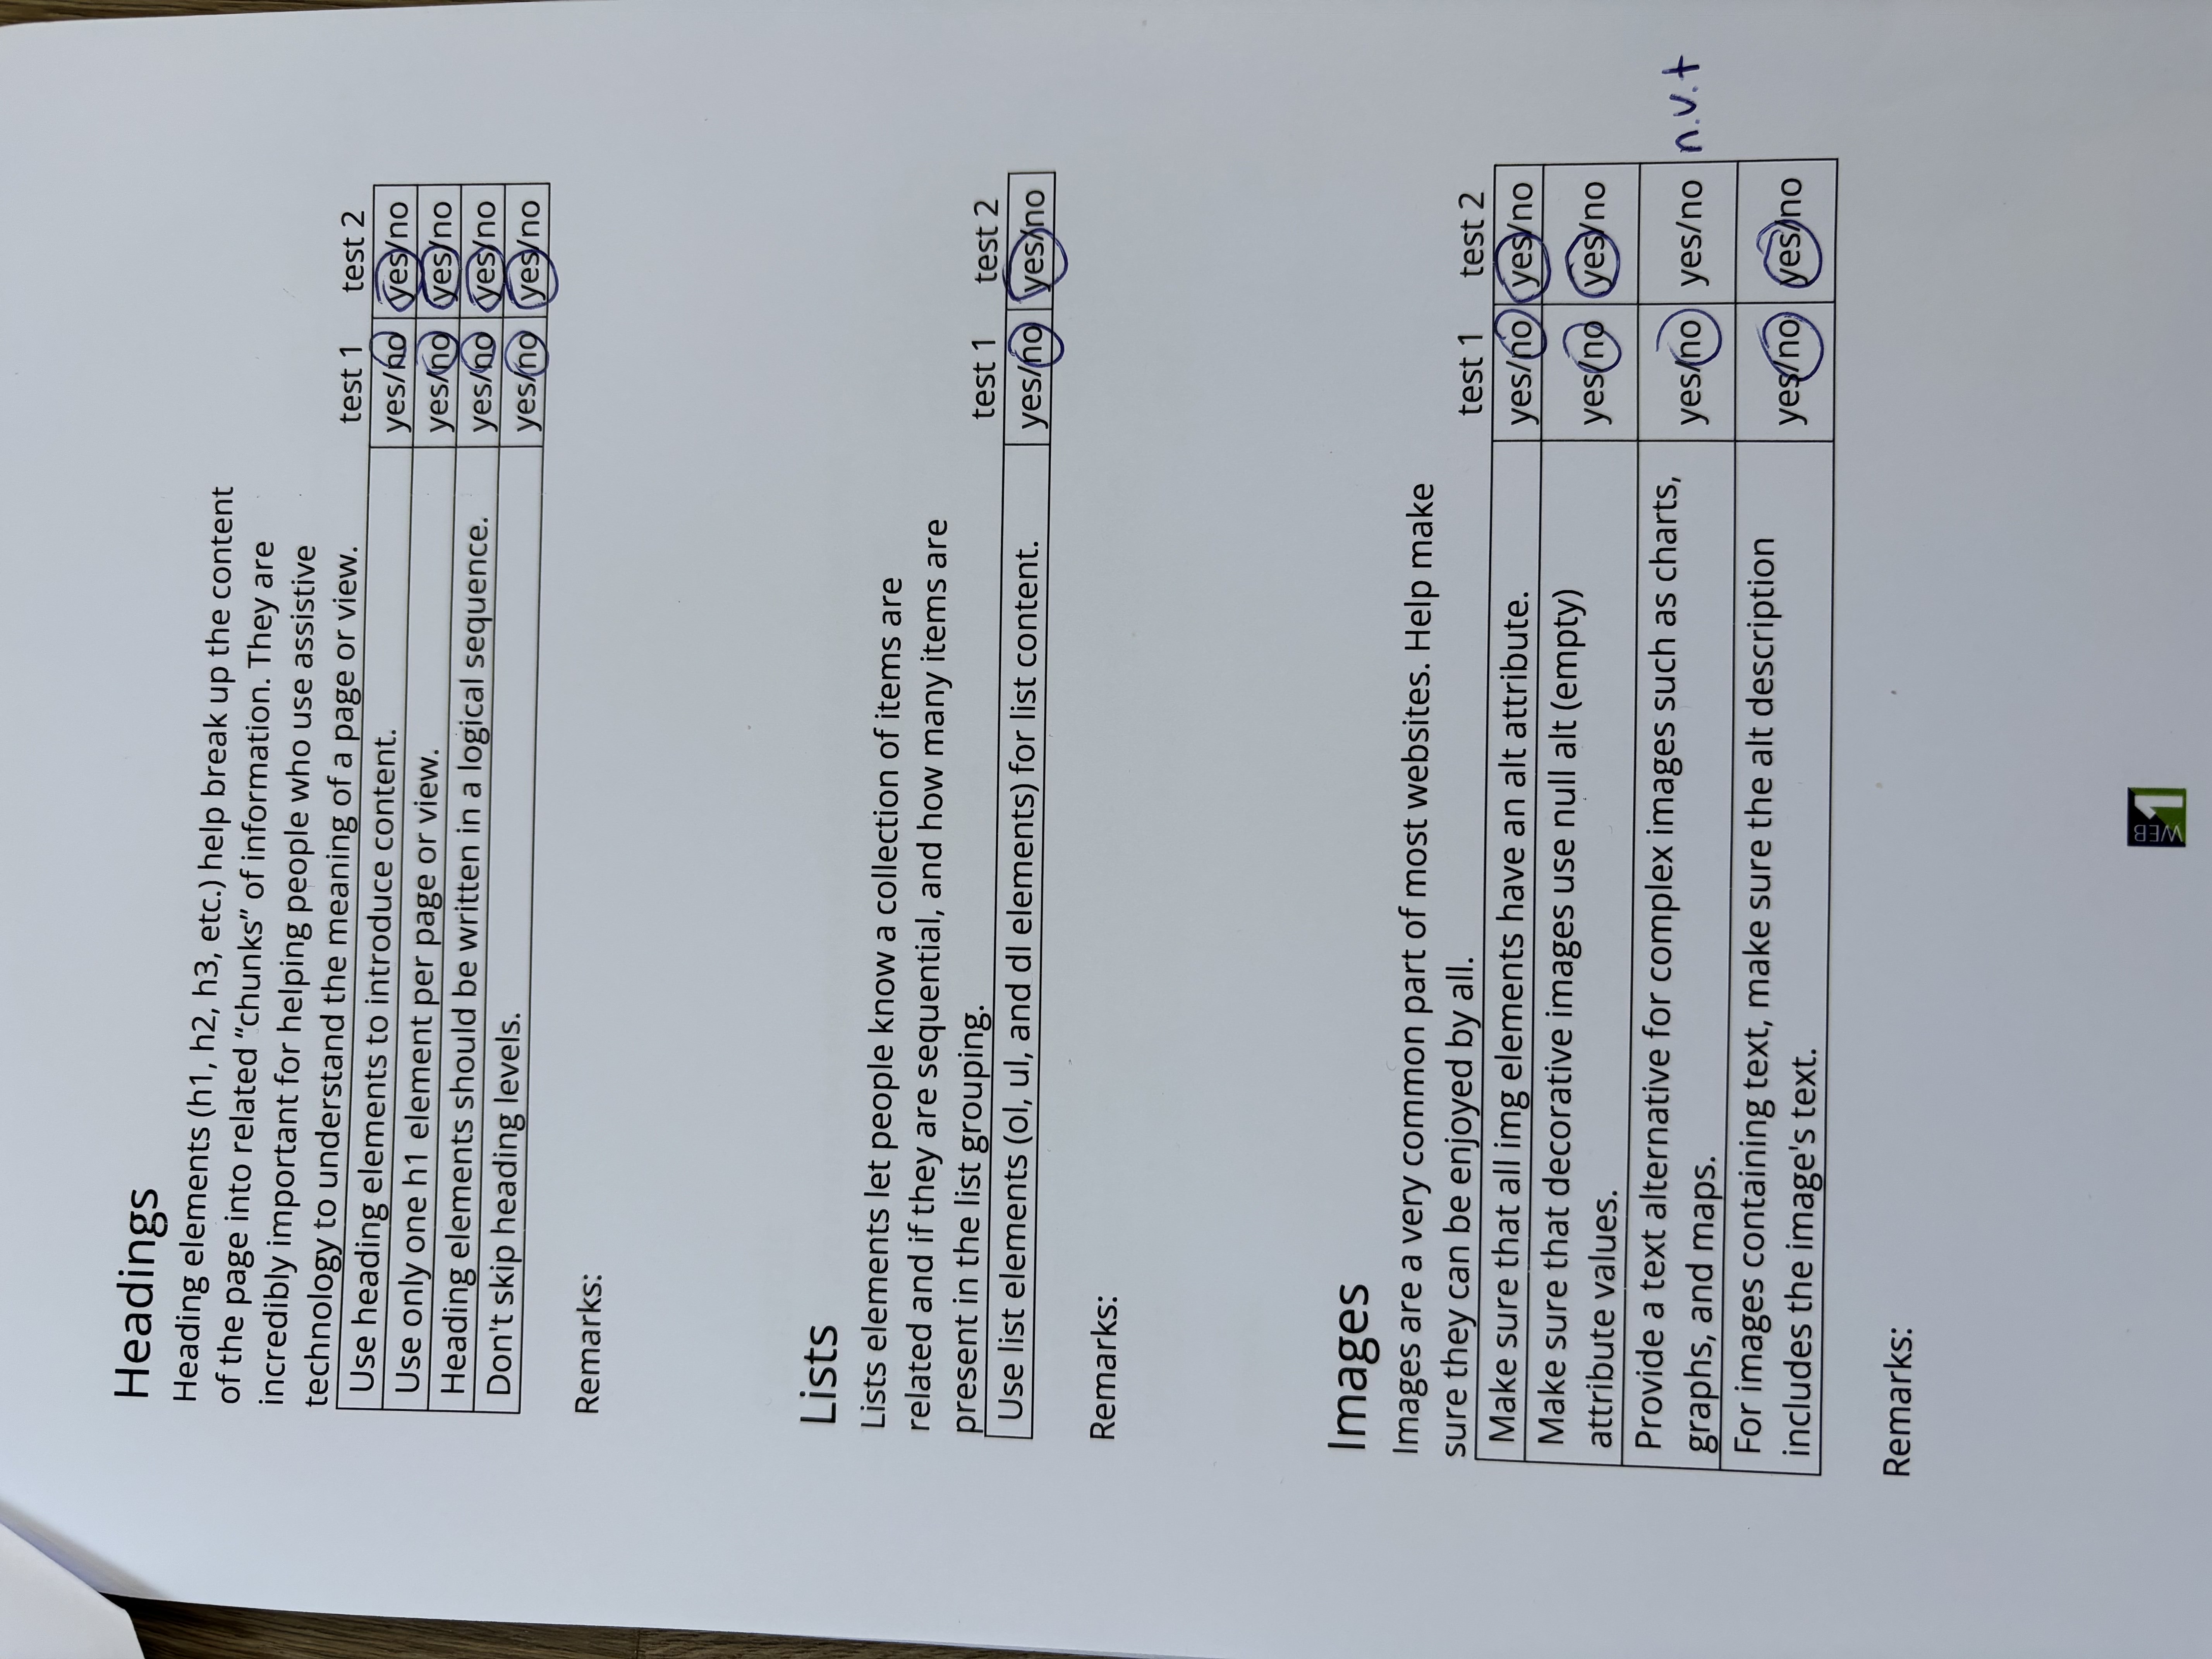 Headings
Heading elements (h1, h2, h3, etc.) help break up the content
of the page into related “chunks” of information. They are
incredibly important for helping people who use assistive
technology to understand the meaning of a page or view.
test 1 test 2
Use heading elements to introduce content. yes/no yes/no
Use only one h1 element per page or view. yes/no yes/no
Heading elements should be written in a logical sequence. yes/no yes/no
Don't skip heading levels. yes/no yes/no
Remarks:
Lists
Lists elements let people know a collection of items are
related and if they are sequential, and how many items are
present in the list grouping.
test 1 test 2
Use list elements (ol, ul, and dl elements) for list content. yes/no yes/no
Remarks:
Images
Images are a very common part of most websites. Help make
sure they can be enjoyed by all.
test 1 test 2
Make sure that all img elements have an alt attribute. yes/no yes/no
Make sure that decorative images use null alt (empty)
attribute values. yes/no yes/no
Provide a text alternative for complex images such as charts,
graphs, and maps. yes/no yes/no n.v.t
For images containing text, make sure the alt description
includes the image's text. yes/no yes/no
Remarks:
WEB 1